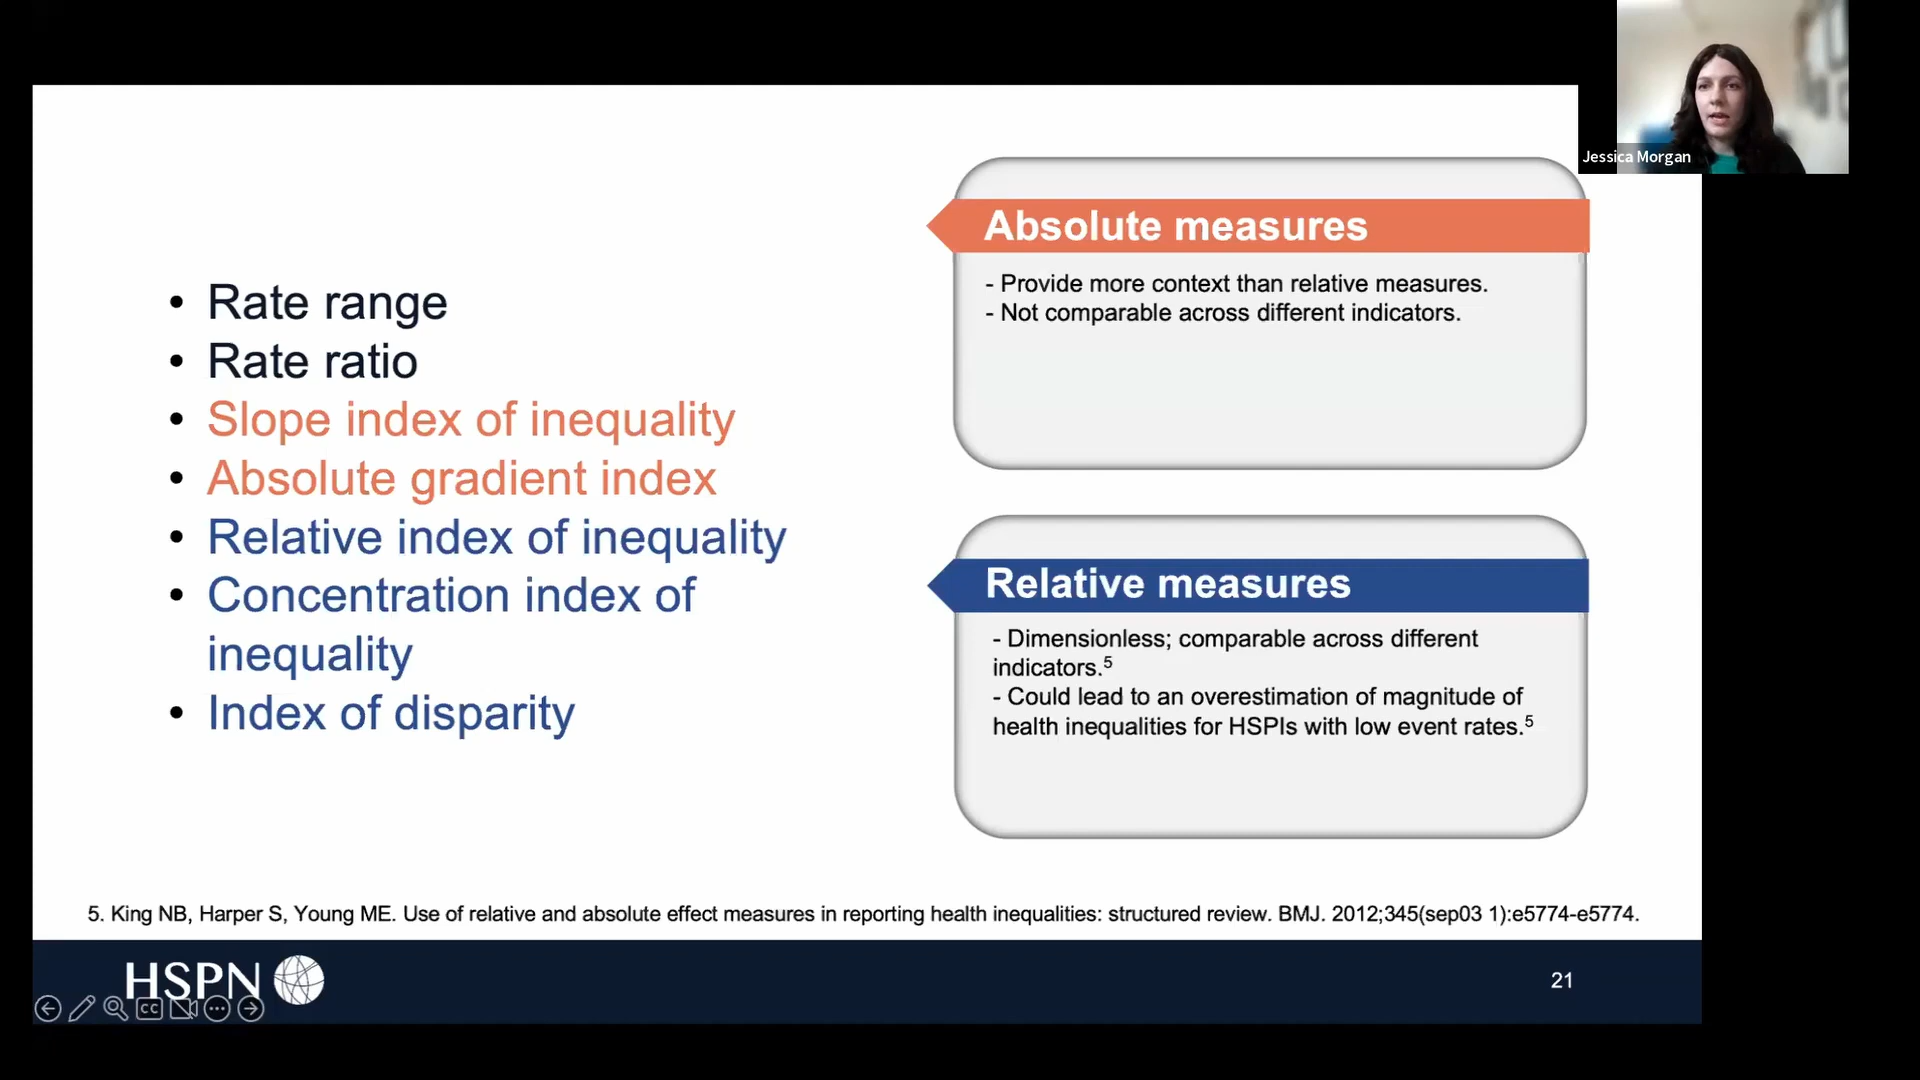 Jessica Morgan
• Rate range
• Rate ratio
• Slope index of inequality
• Absolute gradient index
• Relative index of inequality
• Concentration index of
inequality
• Index of disparity
Absolute measures
- Provide more context than relative measures.
- Not comparable across different indicators.
Relative measures
- Dimensionless; comparable across different
indicators.⁵
- Could lead to an overestimation of magnitude of
health inequalities for HSPIs with low event rates.⁵
5. King NB, Harper S, Young ME. Use of relative and absolute effect measures in reporting health inequalities: structured review. BMJ. 2012;345(sep03 1):e5774-e5774.
HSPN
CC
21